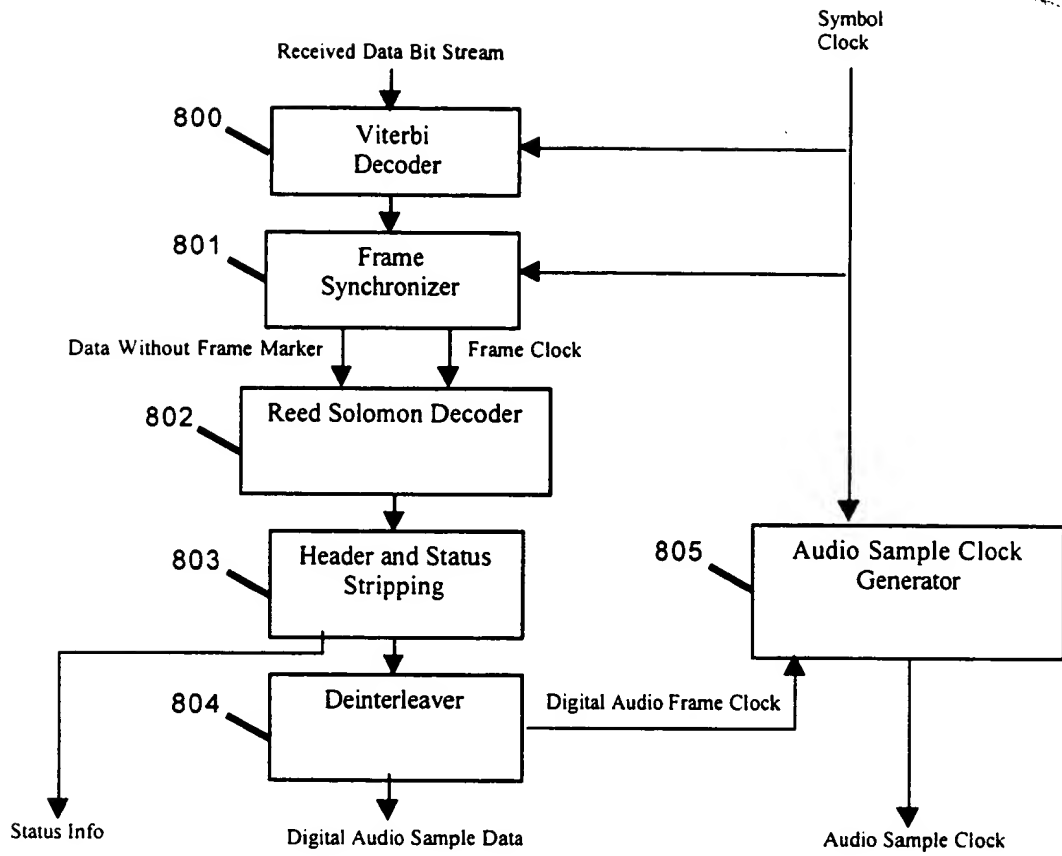 Symbol
Clock
Received Data Bit Stream
800
Viterbi
Decoder
801
Frame
Synchronizer
Data Without Frame Marker
Frame Clock
802
Reed Solomon Decoder
803
Header and Status
Stripping
805
Audio Sample Clock
Generator
804
Deinterleaver
Digital Audio Frame Clock
Status Info
Digital Audio Sample Data
Audio Sample Clock